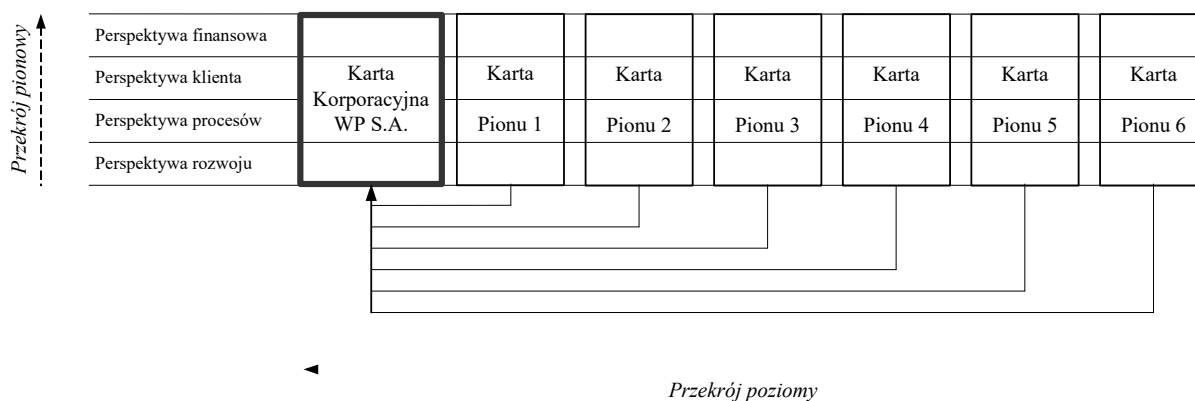 Przekrój pionowy
Perspektywa finansowa
Perspektywa klienta
Perspektywa procesów
Perspektywa rozwoju
Karta
Korporacyjna
WP S.A.
Karta
Pionu 1
Karta
Pionu 2
Karta
Pionu 3
Karta
Pionu 4
Karta
Pionu 5
Karta
Pionu 6
Przekrój poziomy